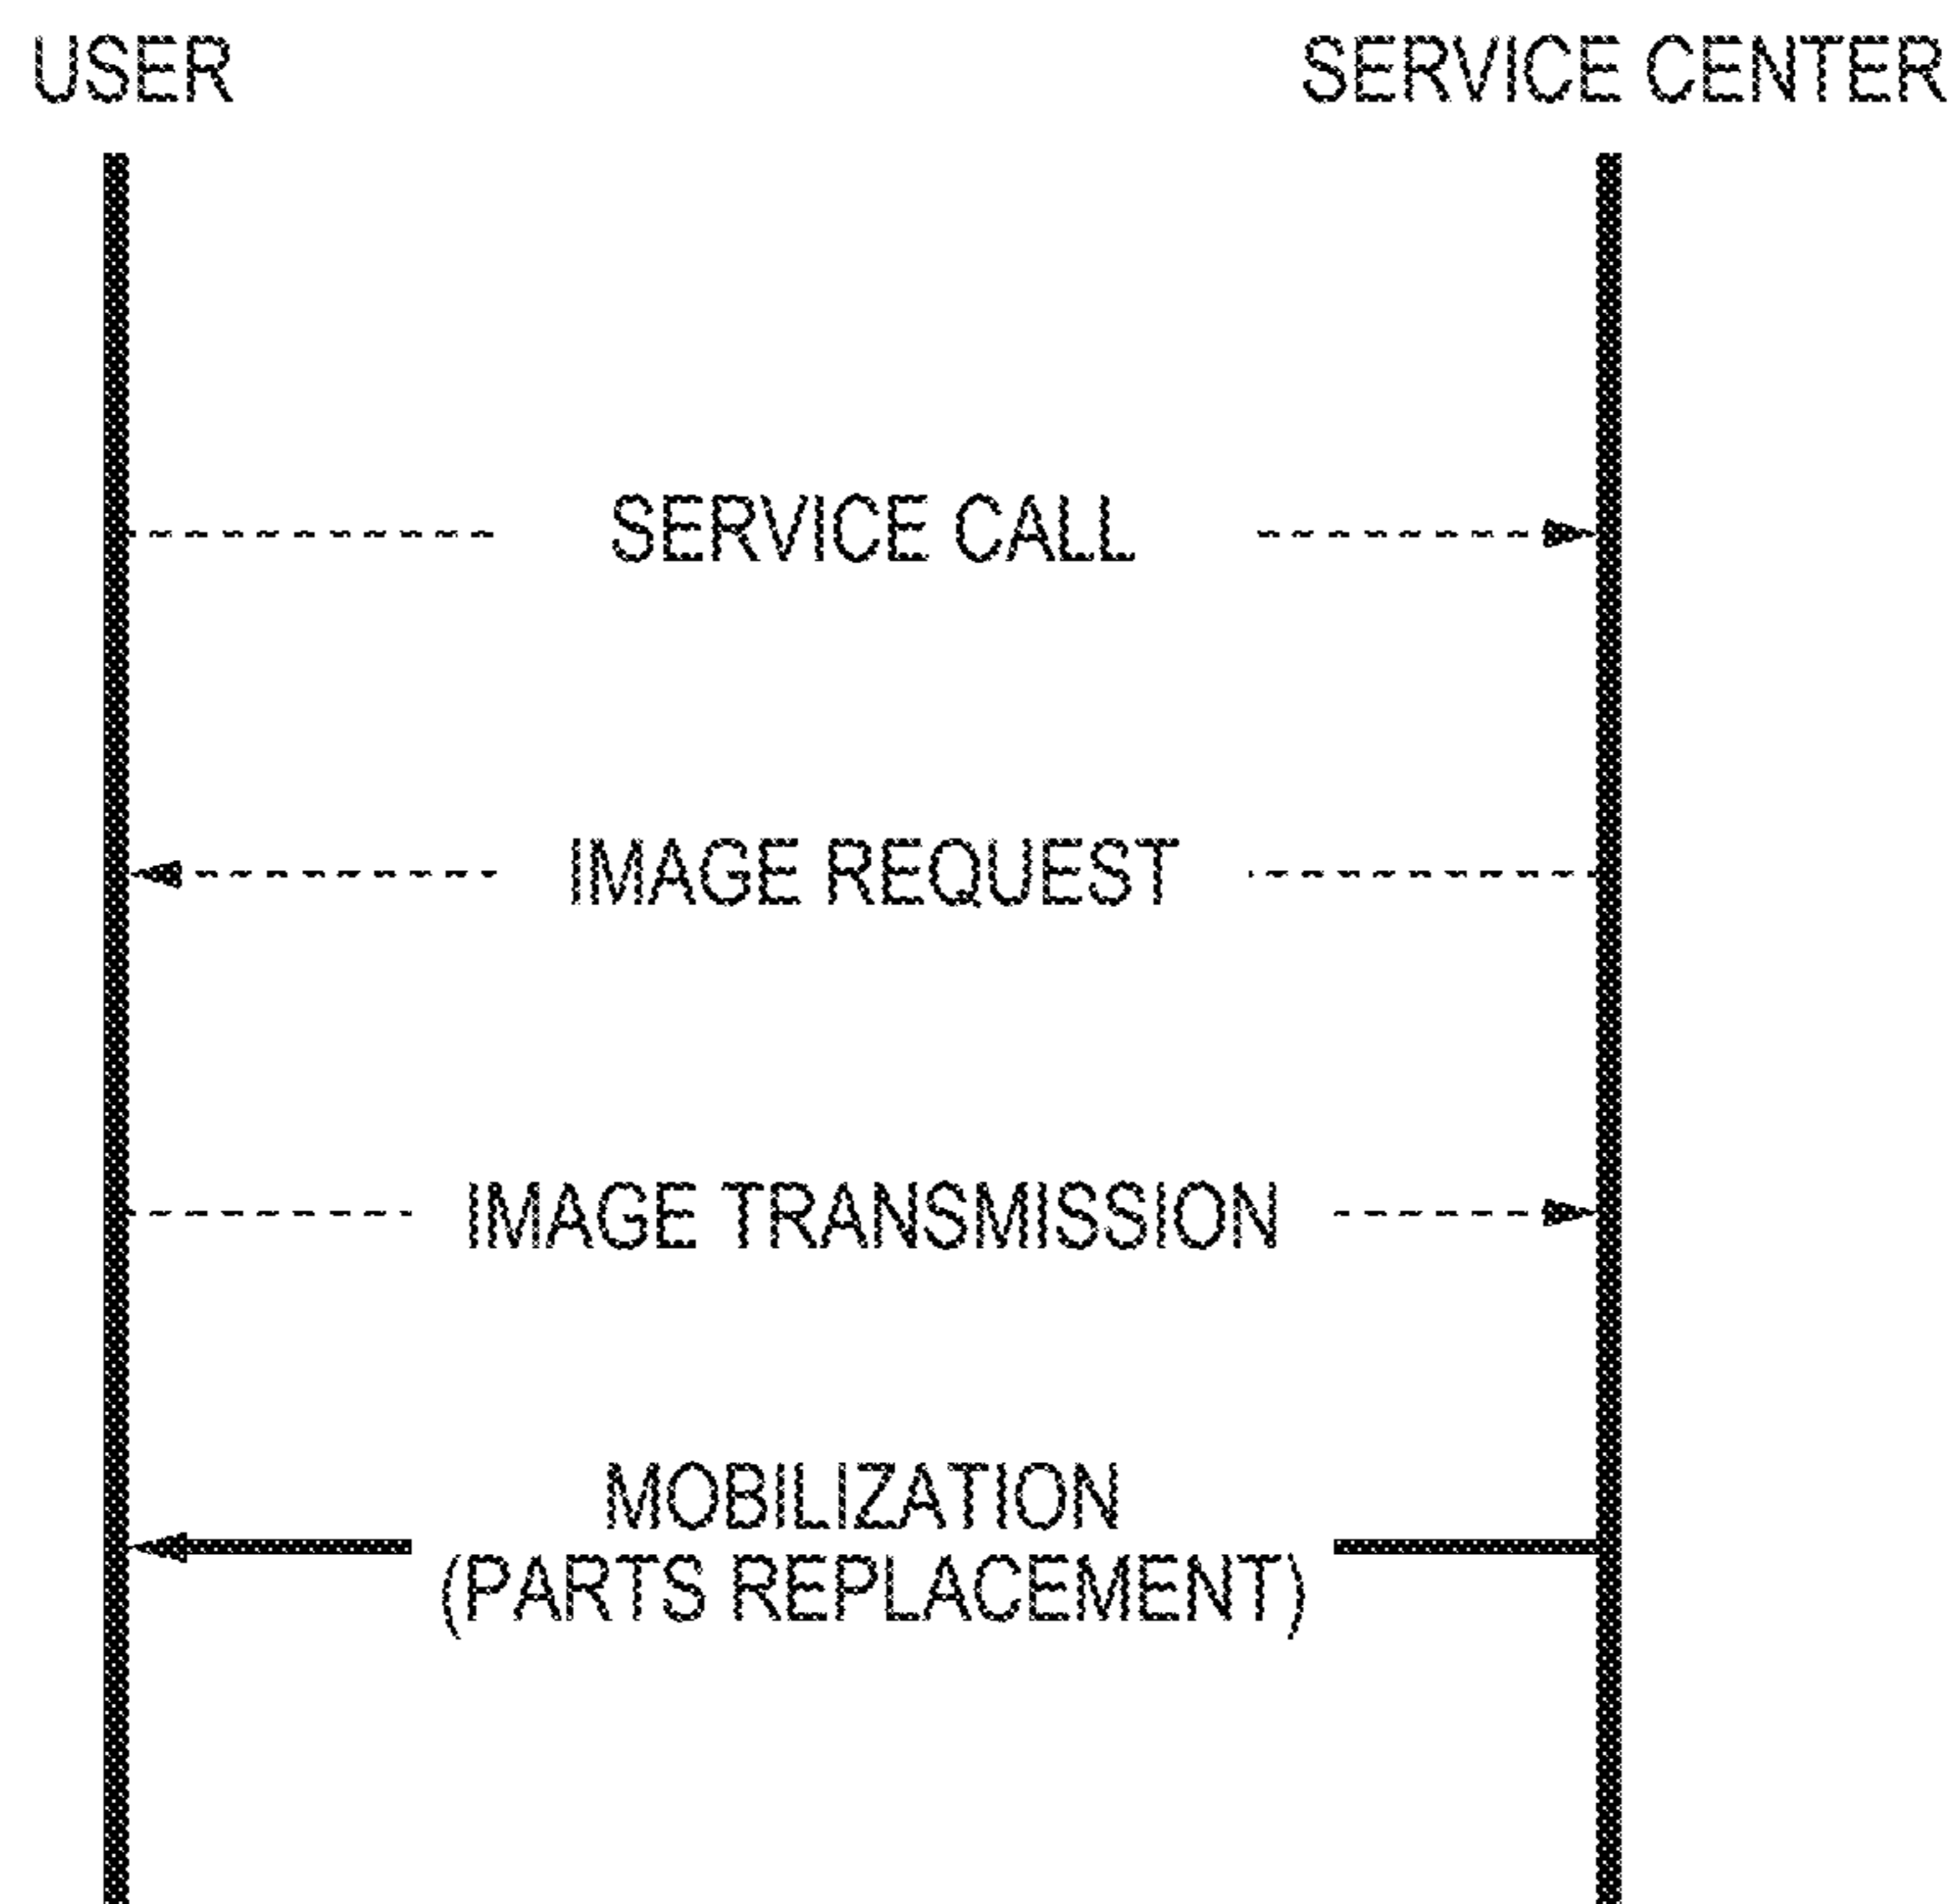 USER
SERVICE CENTER
SERVICE CALL
IMAGE REQUEST
IMAGE TRANSMISSION
MOBILIZATION
(PARTS REPLACEMENT)